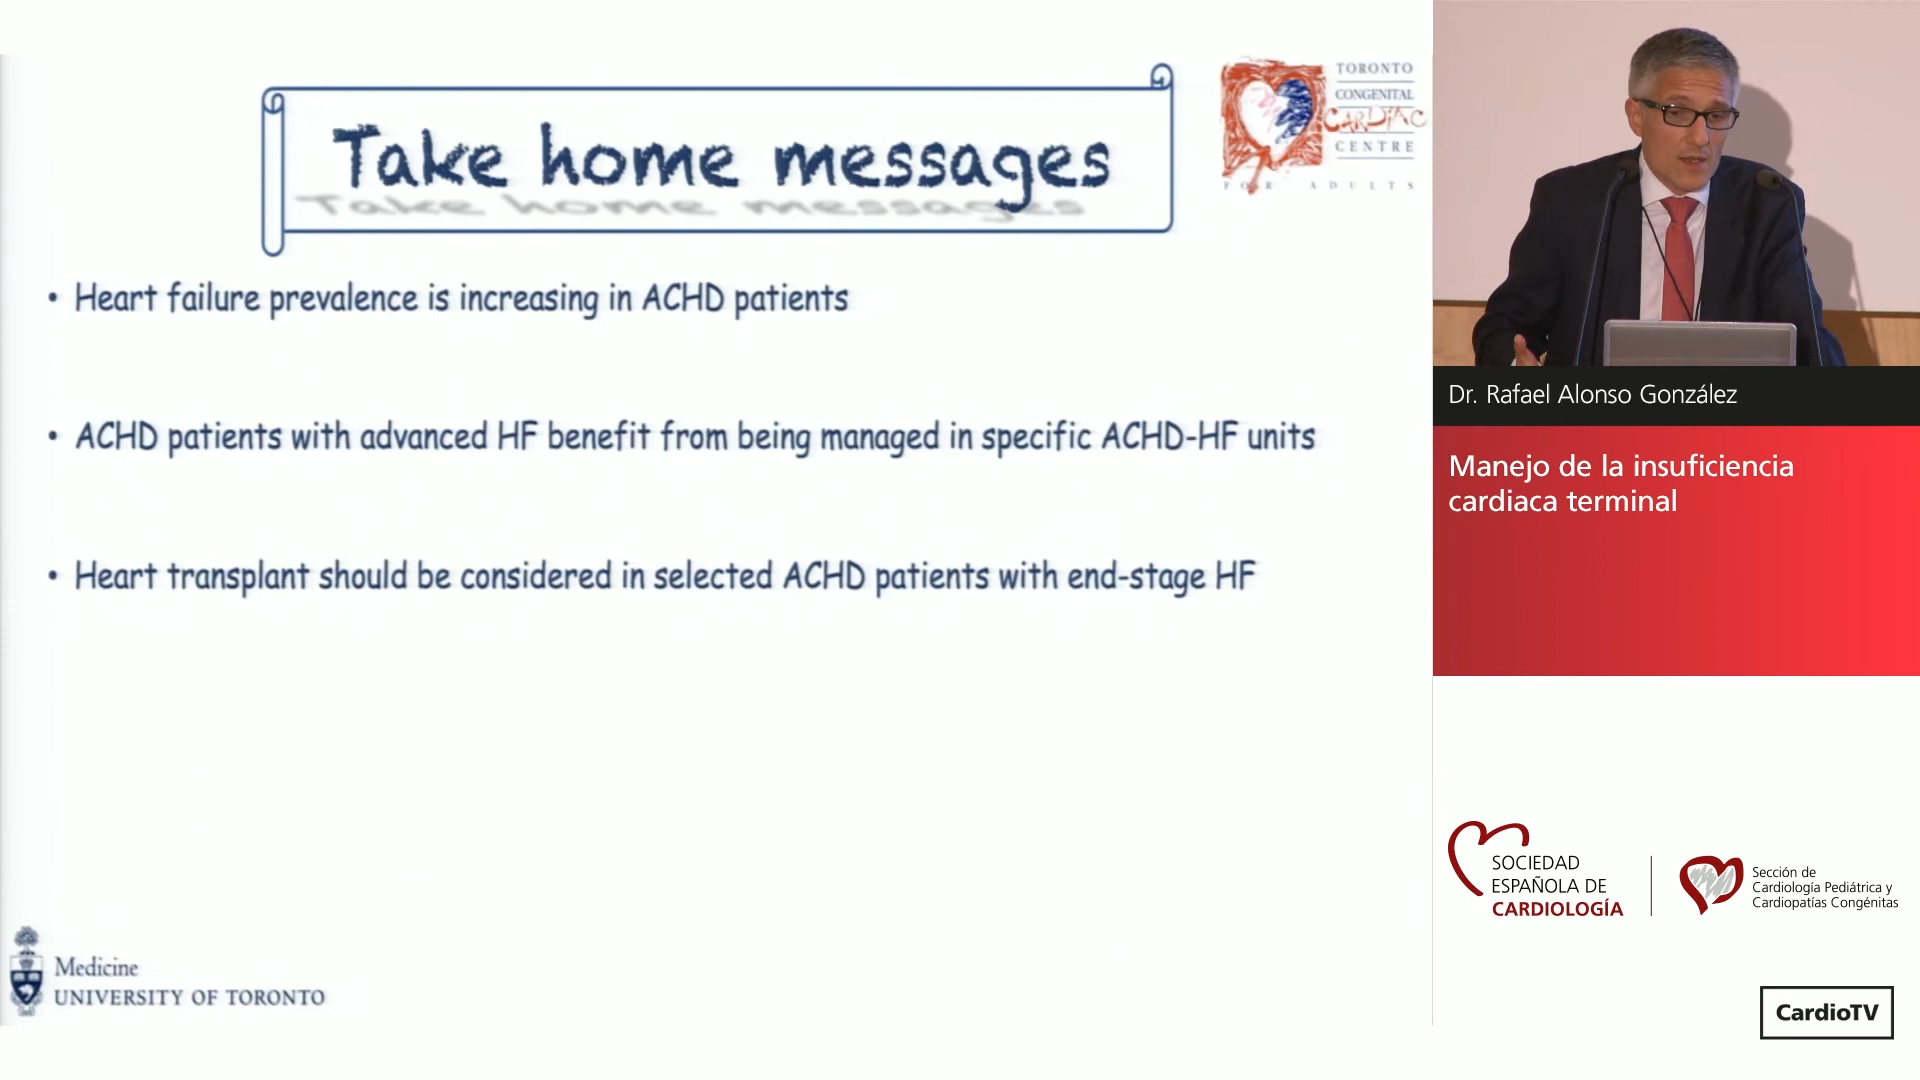 Take home messages
TORONTO
CONGENITAL
CARDIAC
CENTRE
FOR ADULTS
• Heart failure prevalence is increasing in ACHD patients
• ACHD patients with advanced HF benefit from being managed in specific ACHD-HF units
• Heart transplant should be considered in selected ACHD patients with end-stage HF
Medicine
UNIVERSITY OF TORONTO
Dr. Rafael Alonso González
Manejo de la insuficiencia
cardiaca terminal
SOCIEDAD
ESPAÑOLA DE
CARDIOLOGÍA
Sección de
Cardiología Pediátrica y
Cardiopatías Congénitas
CardioTV